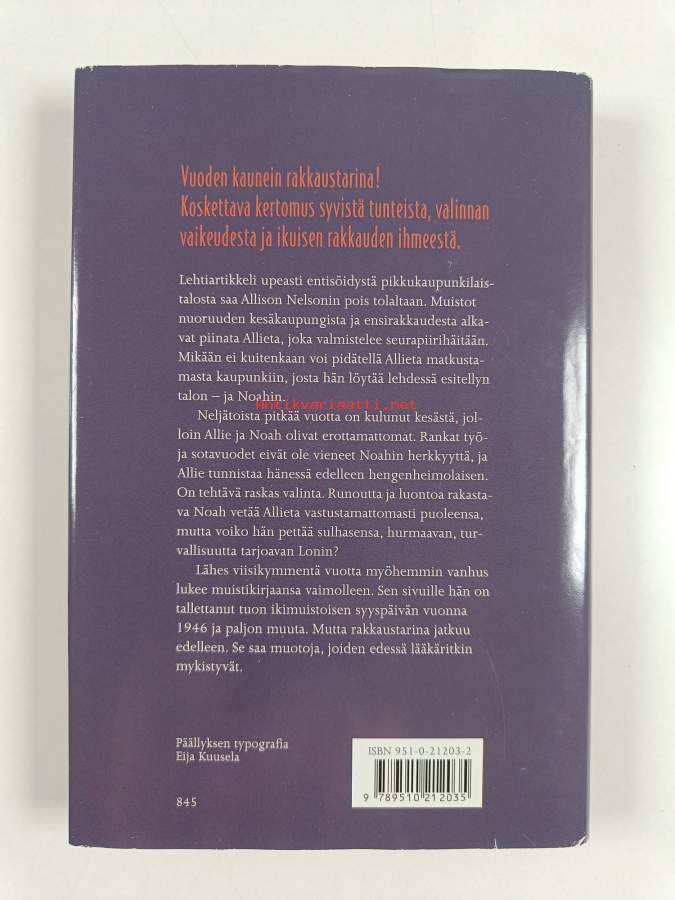 Vuoden kaunein rakkaustarina!
Koskettava kertomus syvistä tunteista, valinnan
vaikeudesta ja ikuisen rakkauden ihmeestä.
Lehtiartikkeli upeasti entisöidystä pikkukaupunkilais-
talosta saa Allison Nelsonin pois tolaltaan. Muistot
nuoruuden kesäkaupungista ja ensirakkaudesta alka-
vat piinata Allieta, joka valmistelee seurapiirihäitään.
Mikään ei kuitenkaan voi pidätellä Allieta matkusta-
masta kaupunkiin, josta hän löytää lehdessä esitellyn
talon – ja Noahin.
Antikvariaatti.net
Neljätoista pitkää vuotta on kulunut kesästä, jol-
loin Allie ja Noah olivat erottamattomat. Rankat työ-
ja sotavuodet eivät ole vieneet Noahin herkkyyttä, ja
Allie tunnistaa hänessä edelleen hengenheimolaisen.
On tehtävä raskas valinta. Runoutta ja luontoa rakasta-
va Noah vetää Allieta vastustamattomasti puoleensa,
mutta voiko hän pettää sulhasensa, hurmaavan, tur-
vallisuutta tarjoavan Lonin?
Lähes viisikymmentä vuotta myöhemmin vanhus
lukee muistikirjaansa vaimolleen. Sen sivuille hän on
tallettanut tuon ikimuistoisen syyspäivän vuonna
1946 ja paljon muuta. Mutta rakkaustarina jatkuu
edelleen. Se saa muotoja, joiden edessä lääkäritkin
mykistyvät.
Päällyksen typografia
Eija Kuusela
845
ISBN 951-0-21203-2
9 789510 212035